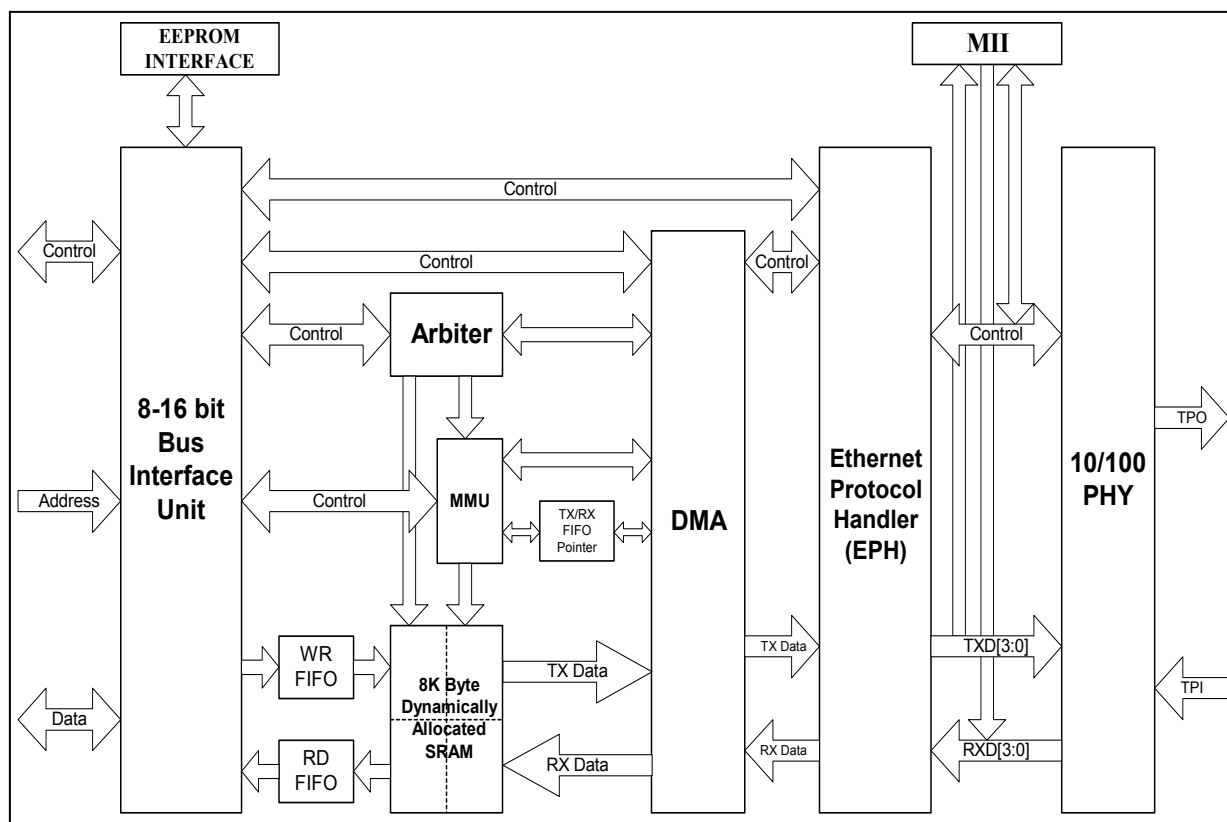 EEPROM
INTERFACE
MII
Control
Control
Control
Control
Control
Arbiter
Control
8-16 bit
Bus
Interface
Unit
Address
Control
MMU
TX/RX
FIFO
Pointer
DMA
Ethernet
Protocol
Handler
(EPH)
10/100
PHY
TPO
WR
FIFO
8K Byte
Dynamically
Allocated
SRAM
TX Data
TX Data
TXD[3:0]
TPI
Data
RD
FIFO
RX Data
RX Data
RXD[3:0]